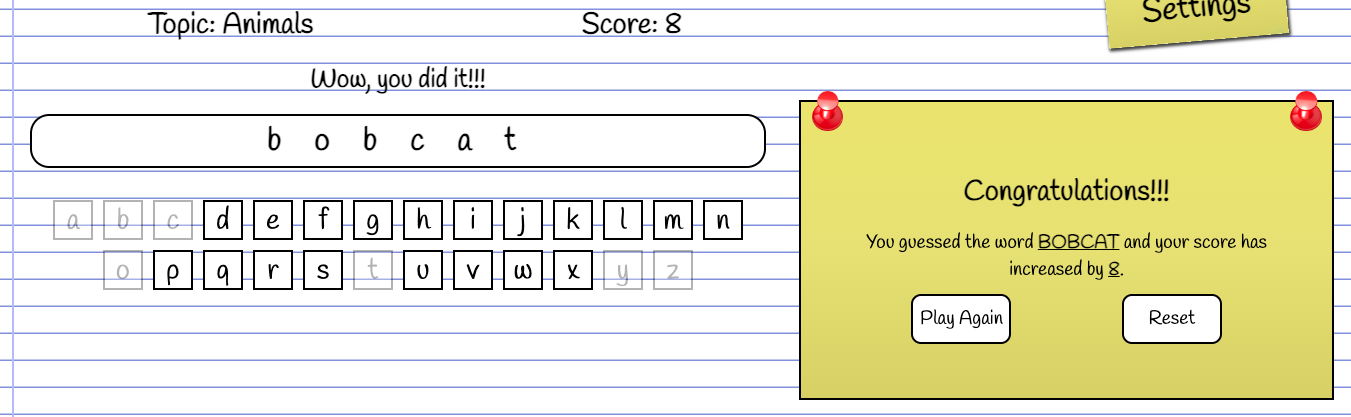 Topic: Animals
Score: 8
Settings
Wow, you did it!!!
b o b c a t
a b c d e f g h i j k l m n
o p q r s t u v w x y z
Congratulations!!!
You guessed the word BOBCAT and your score has
increased by 8.
Play Again
Reset